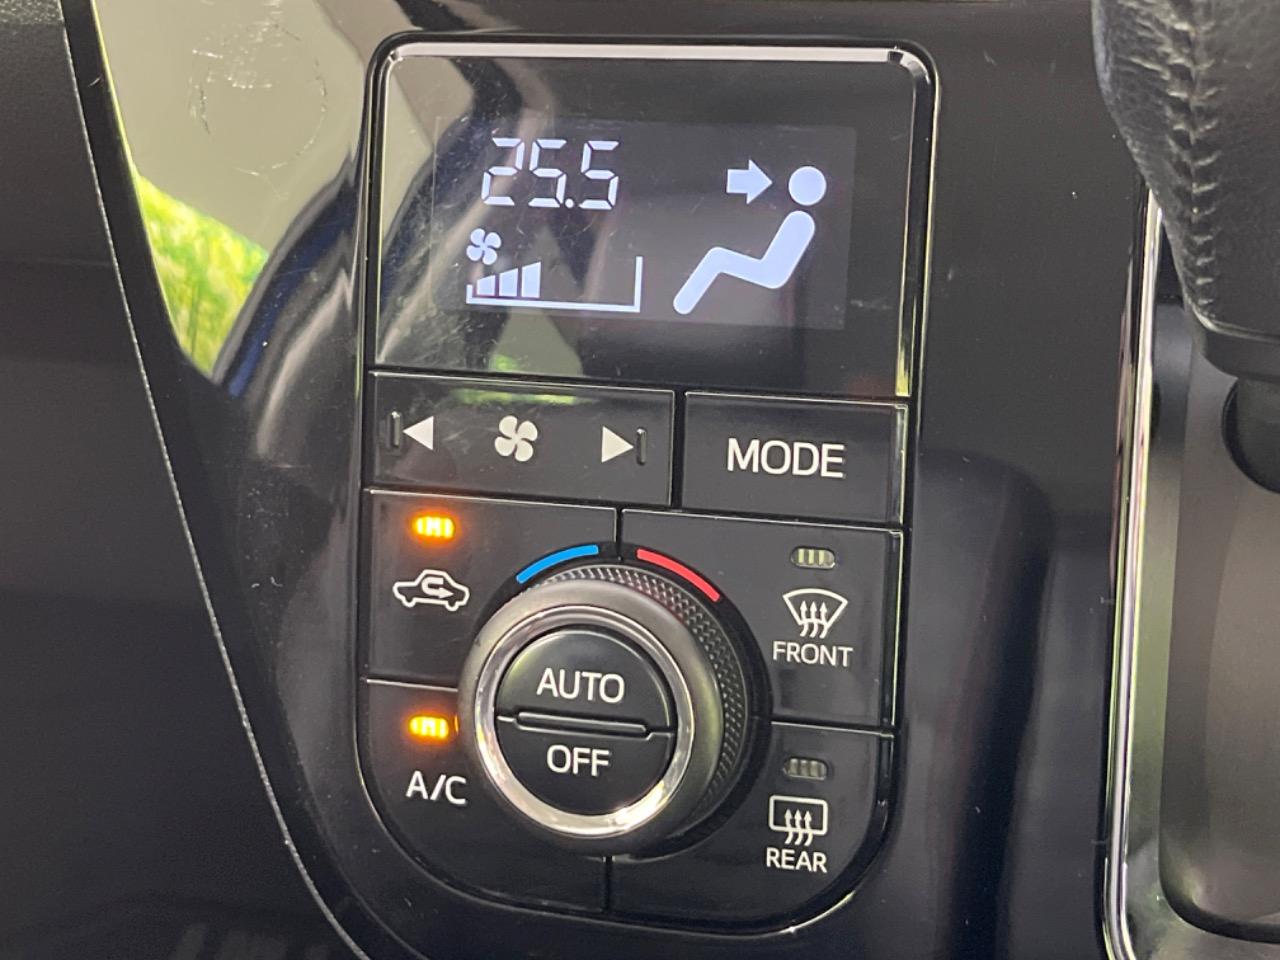 25.5
MODE
FRONT
AUTO
OFF
A/C
REAR